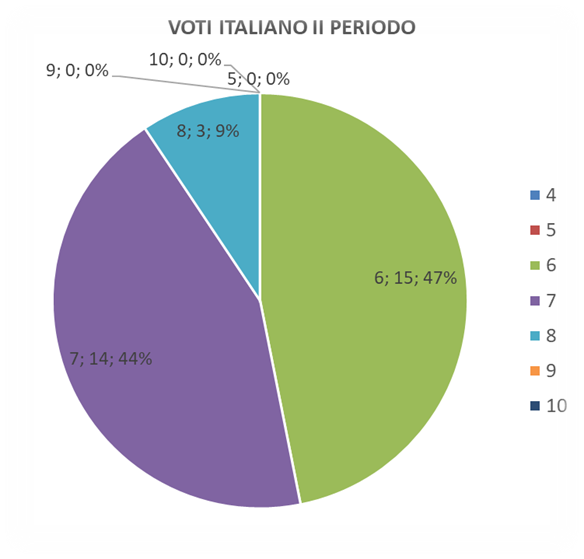 VOTI ITALIANO II PERIODO
10; 0; 0%
9; 0; 0%
5; 0; 0%
8; 3; 9%
6; 15; 47%
7; 14; 44%
4
5
6
7
8
9
10